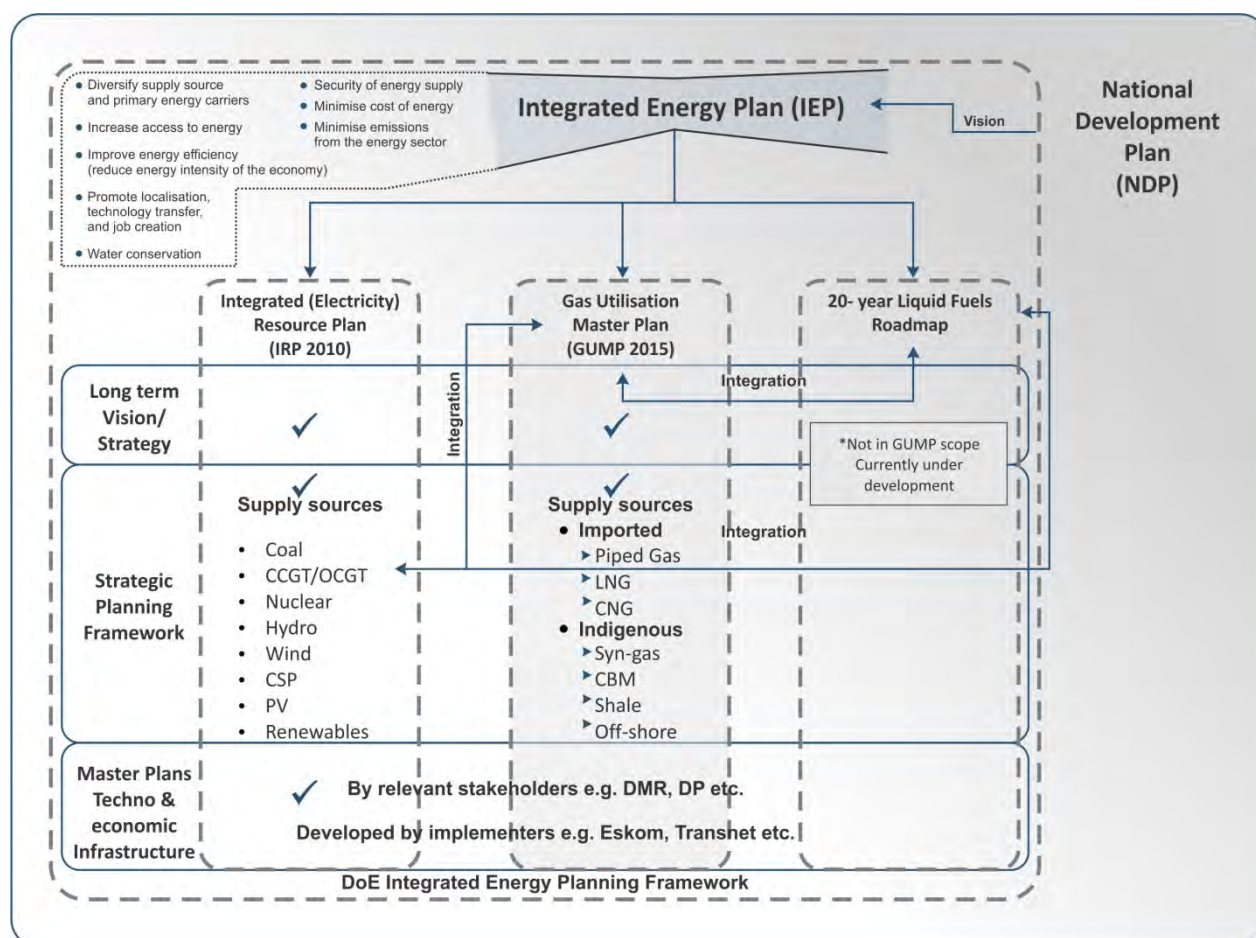 Diversify supply source
and primary energy carriers
Increase access to energy
Improve energy efficiency
(reduce energy intensity of the economy)
Promote localisation,
technology transfer,
and job creation
Water conservation
Security of energy supply
Minimise cost of energy
Minimise emissions
from the energy sector
Integrated Energy Plan (IEP)
Vision
National
Development
Plan
(NDP)
Integrated (Electricity)
Resource Plan
(IRP 2010)
Gas Utilisation
Master Plan
(GUMP 2015)
20- year Liquid Fuels
Roadmap
Integration
Integration
Long term
Vision/
Strategy
*Not in GUMP scope
Currently under
development
Strategic
Planning
Framework
Supply sources
• Coal
• CCGT/OCGT
• Nuclear
• Hydro
• Wind
• CSP
• PV
• Renewables
Supply sources
• Imported
Piped Gas
LNG
CNG
• Indigenous
Syn-gas
CBM
Shale
Off-shore
Integration
Master Plans
Techno &
economic
Infrastructure
By relevant stakeholders e.g. DMR, DP etc.
Developed by implementers e.g. Eskom, Transnet etc.
DoE Integrated Energy Planning Framework